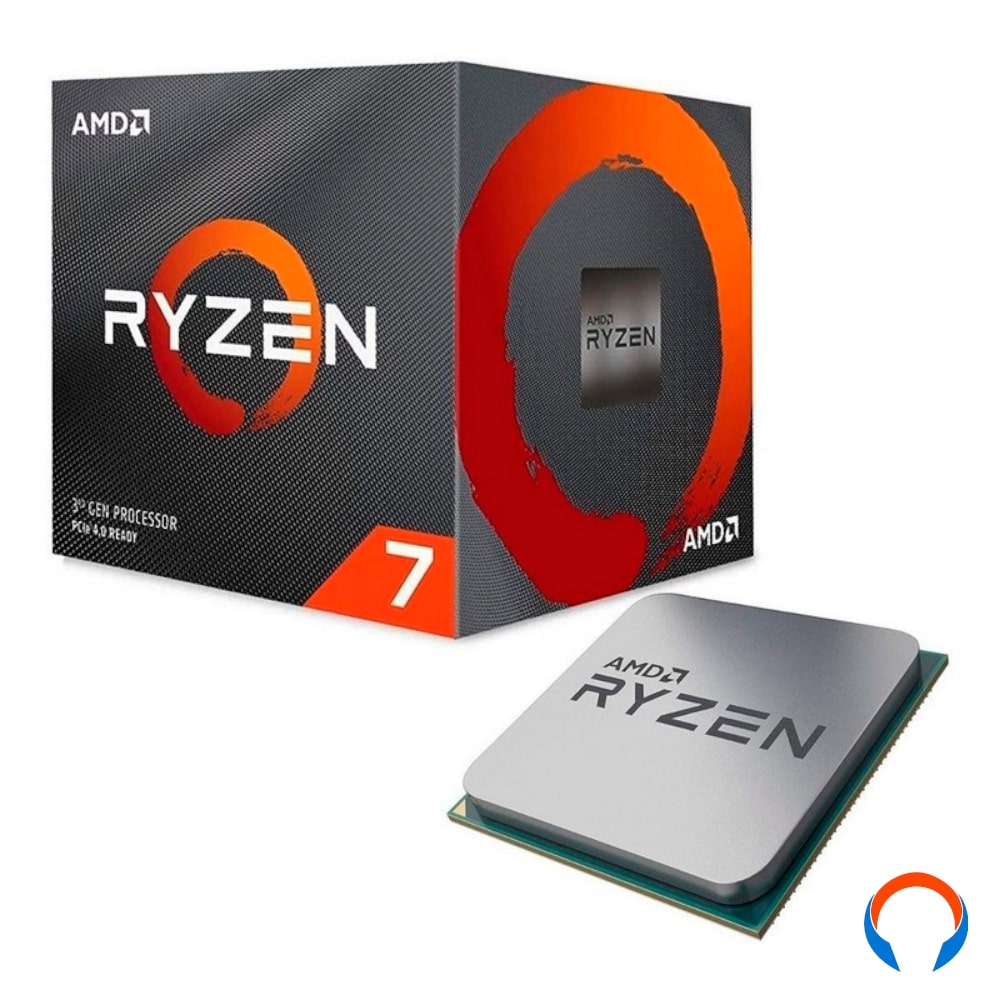 AMD
RYZEN
3RD GEN PROCESSOR
PCIe 4.0 READY
7
AMD
RYZEN
AMD
AMD
RYZEN